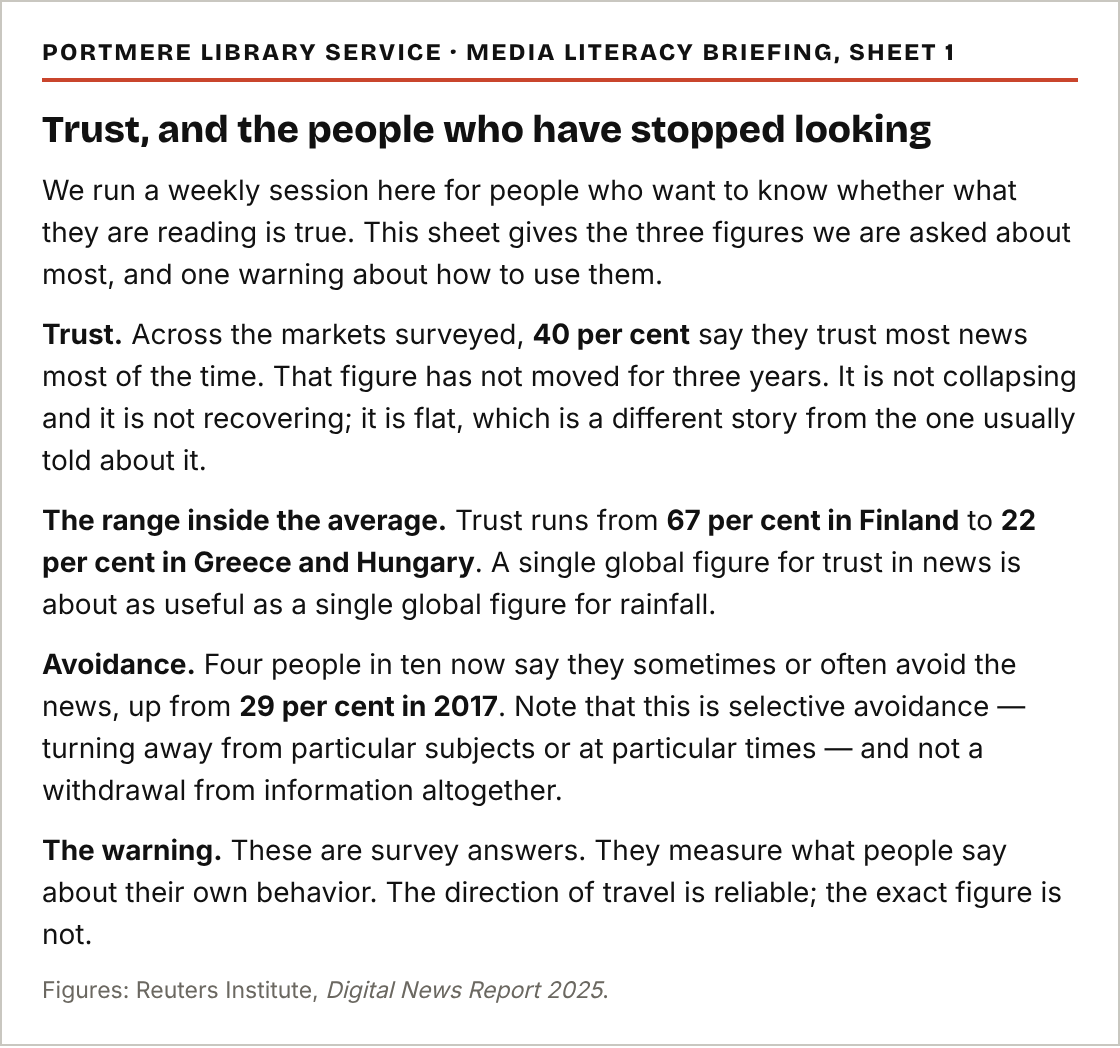 PORTMERE LIBRARY SERVICE · MEDIA LITERACY BRIEFING, SHEET 1
Trust, and the people who have stopped looking
We run a weekly session here for people who want to know whether what
they are reading is true. This sheet gives the three figures we are asked about
most, and one warning about how to use them.
Trust. Across the markets surveyed, 40 per cent say they trust most news
most of the time. That figure has not moved for three years. It is not collapsing
and it is not recovering; it is flat, which is a different story from the one usually
told about it.
The range inside the average. Trust runs from 67 per cent in Finland to 22
per cent in Greece and Hungary. A single global figure for trust in news is
about as useful as a single global figure for rainfall.
Avoidance. Four people in ten now say they sometimes or often avoid the
news, up from 29 per cent in 2017. Note that this is selective avoidance —
turning away from particular subjects or at particular times — and not a
withdrawal from information altogether.
The warning. These are survey answers. They measure what people say
about their own behavior. The direction of travel is reliable; the exact figure is
not.
Figures: Reuters Institute, Digital News Report 2025.